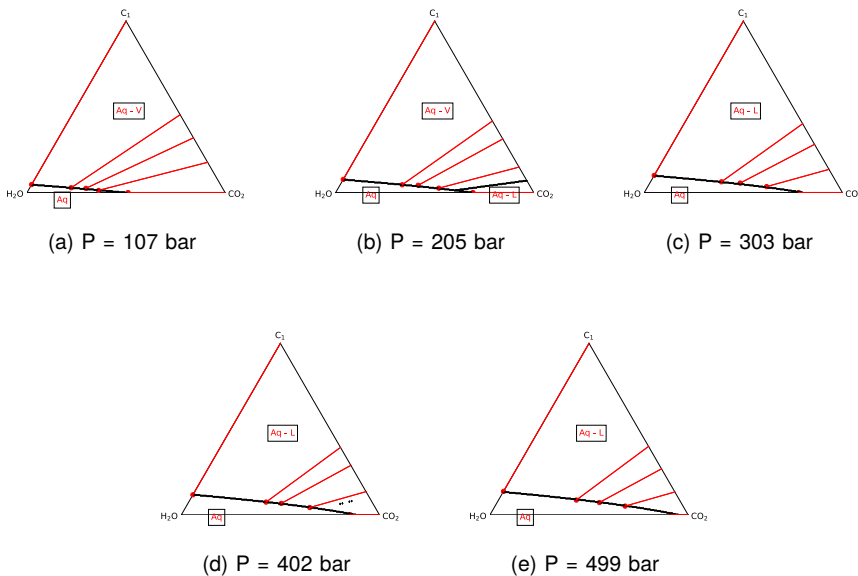 C₁
Aq - V
H₂O
CO₂
Aq
(a) P = 107 bar
C₁
Aq - V
H₂O
CO₂
Aq
Aq - L
(b) P = 205 bar
C₁
Aq - L
H₂O
CO
Aq
(c) P = 303 bar
C₁
Aq - L
H₂O
CO₂
Aq
(d) P = 402 bar
C₁
Aq - L
H₂O
CO₂
Aq
(e) P = 499 bar